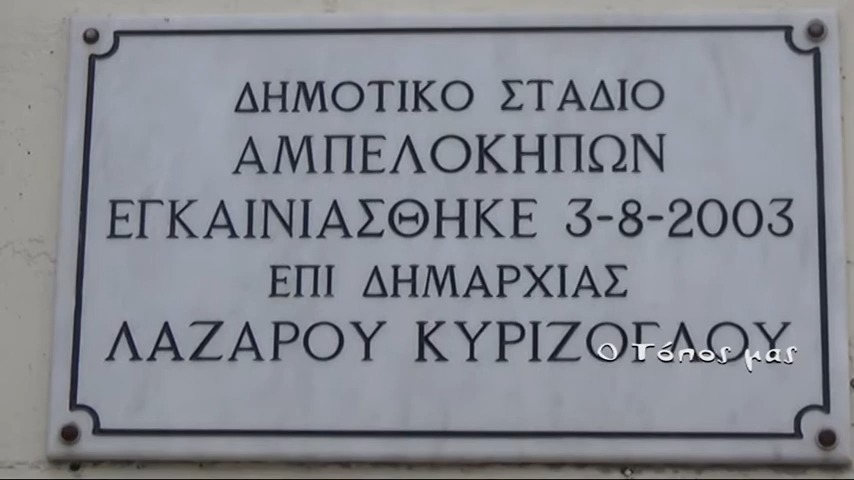 ΔΗΜΟΤΙΚΟ ΣΤΑΔΙΟ
ΑΜΠΕΛΟΚΗΠΩΝ
ΕΓΚΑΙΝΙΑΣΘΗΚΕ 3-8-2003
ΕΠΙ ΔΗΜΑΡΧΙΑΣ
ΛΑΖΑΡΟΥ ΚΥΡΙΖΟΓΛΟΥ
Ο Τόπος μας